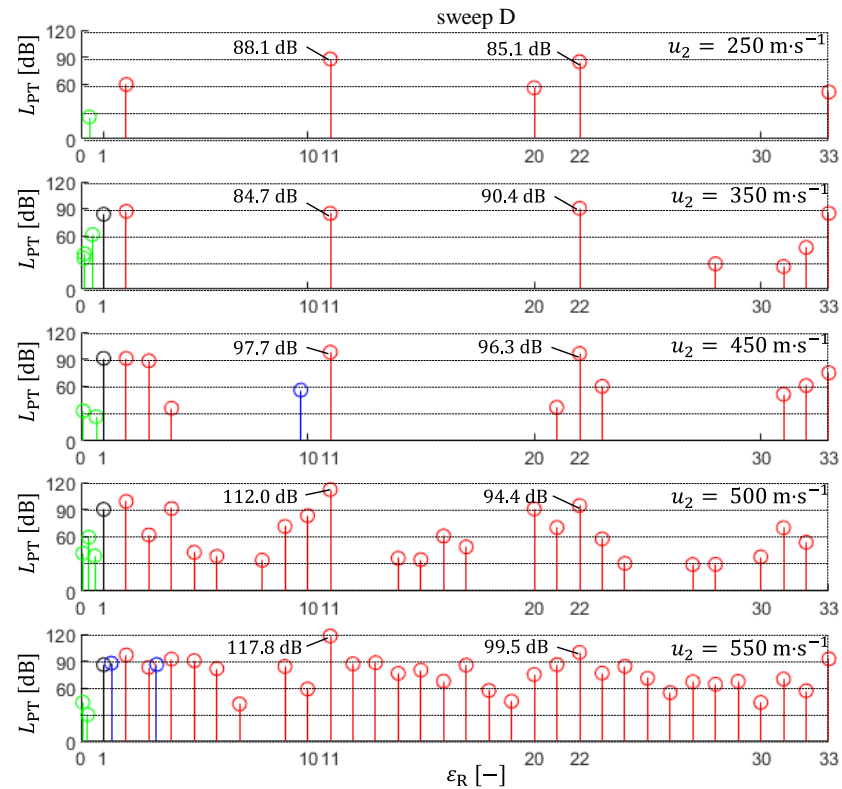 sweep D
120
90
60
0
L_PT [dB]
88.1 dB
85.1 dB
u₂ = 250 m·s⁻¹
0 1 10 11 20 22 30 33
120
90
60
0
L_PT [dB]
84.7 dB
90.4 dB
u₂ = 350 m·s⁻¹
0 1 10 11 20 22 30 33
120
90
60
0
L_PT [dB]
97.7 dB
96.3 dB
u₂ = 450 m·s⁻¹
0 1 10 11 20 22 30 33
120
90
60
0
L_PT [dB]
112.0 dB
94.4 dB
u₂ = 500 m·s⁻¹
0 1 10 11 20 22 30 33
120
90
60
0
L_PT [dB]
117.8 dB
99.5 dB
u₂ = 550 m·s⁻¹
0 1 10 11 20 22 30 33
ε_R [−]